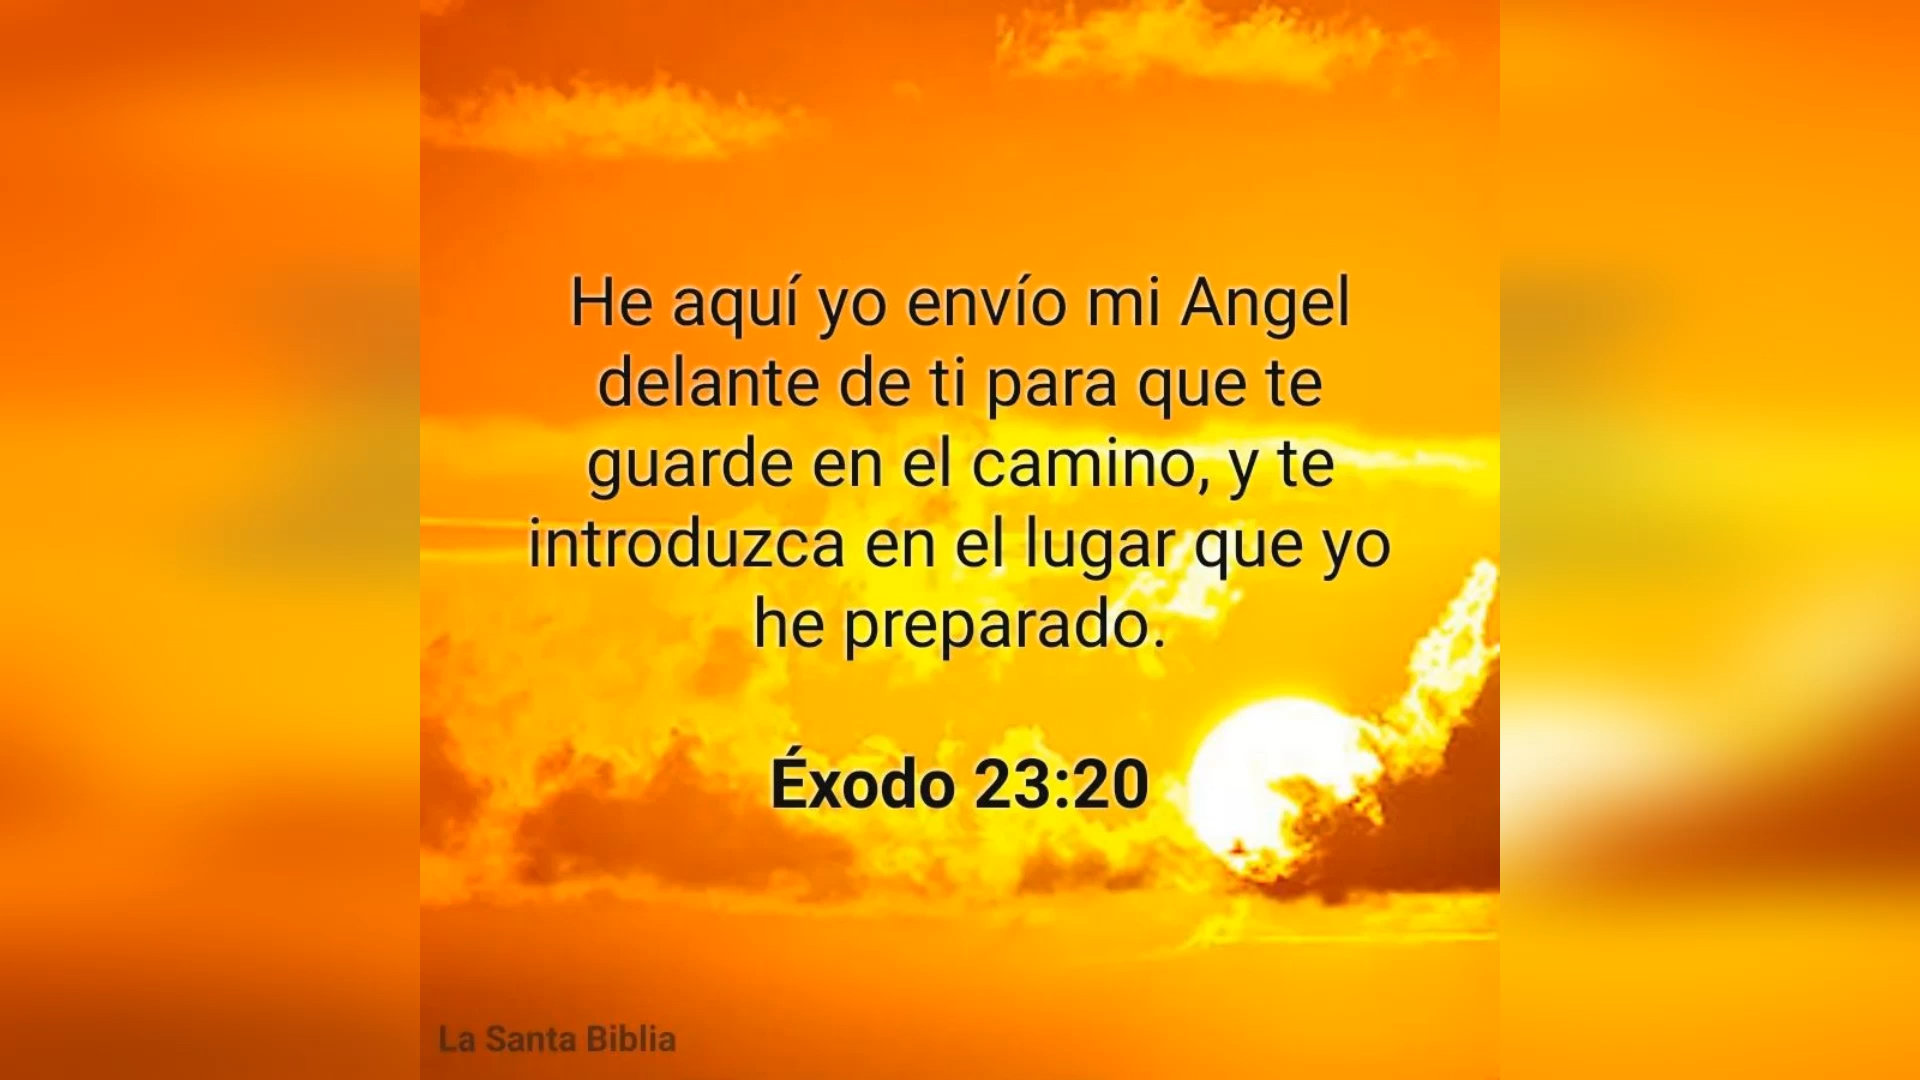 He aquí yo envío mi Angel
delante de ti para que te
guarde en el camino, y te
introduzca en el lugar que yo
he preparado.
Éxodo 23:20
La Santa Biblia